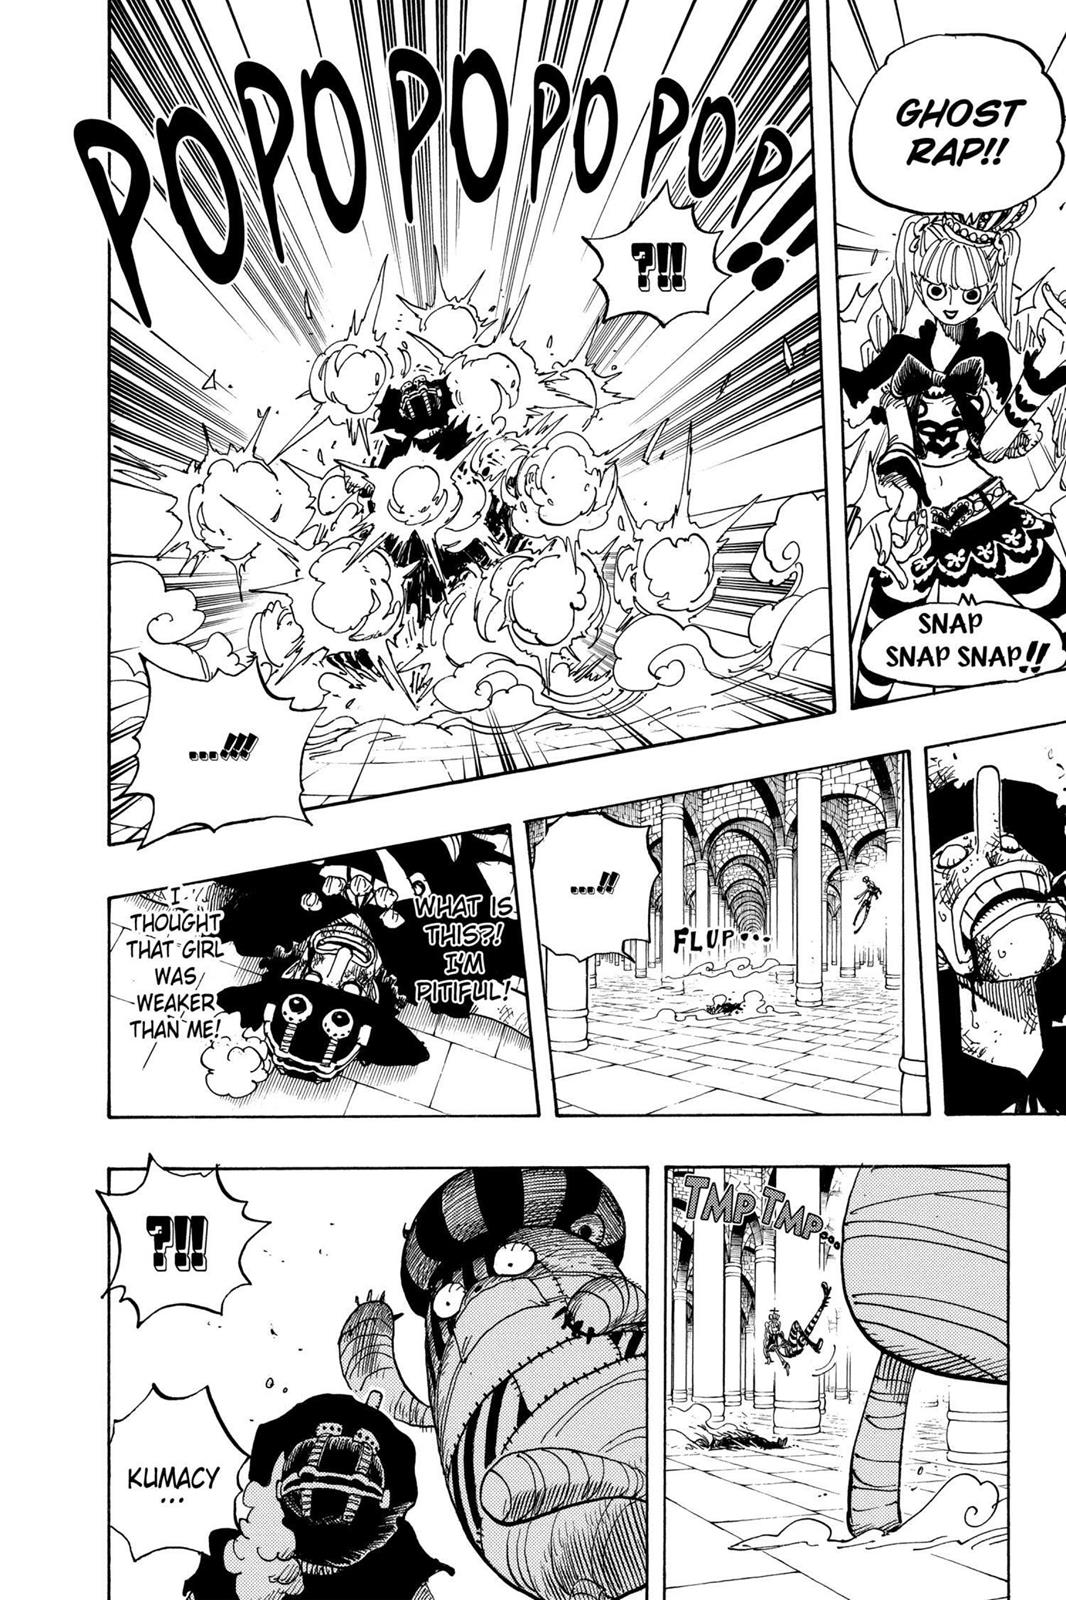 GHOST
RAP!!
SNAP
SNAP SNAP!!
POPOPOPOPOPOP!!
?!!
...!!!
...!!
FLUP...
WHAT IS
THIS?!
I'M
PITIFUL!
I
THOUGHT
THAT GIRL
WAS
WEAKER
THAN ME!
TMP TMP...
?!!
KUMACY
...